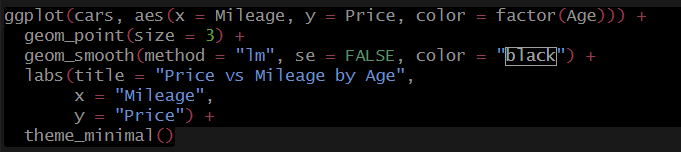 ggplot(cars, aes(x = Mileage, y = Price, color = factor(Age))) +
  geom_point(size = 3) +
  geom_smooth(method = "lm", se = FALSE, color = "black") +
  labs(title = "Price vs Mileage by Age",
       x = "Mileage",
       y = "Price") +
  theme_minimal()